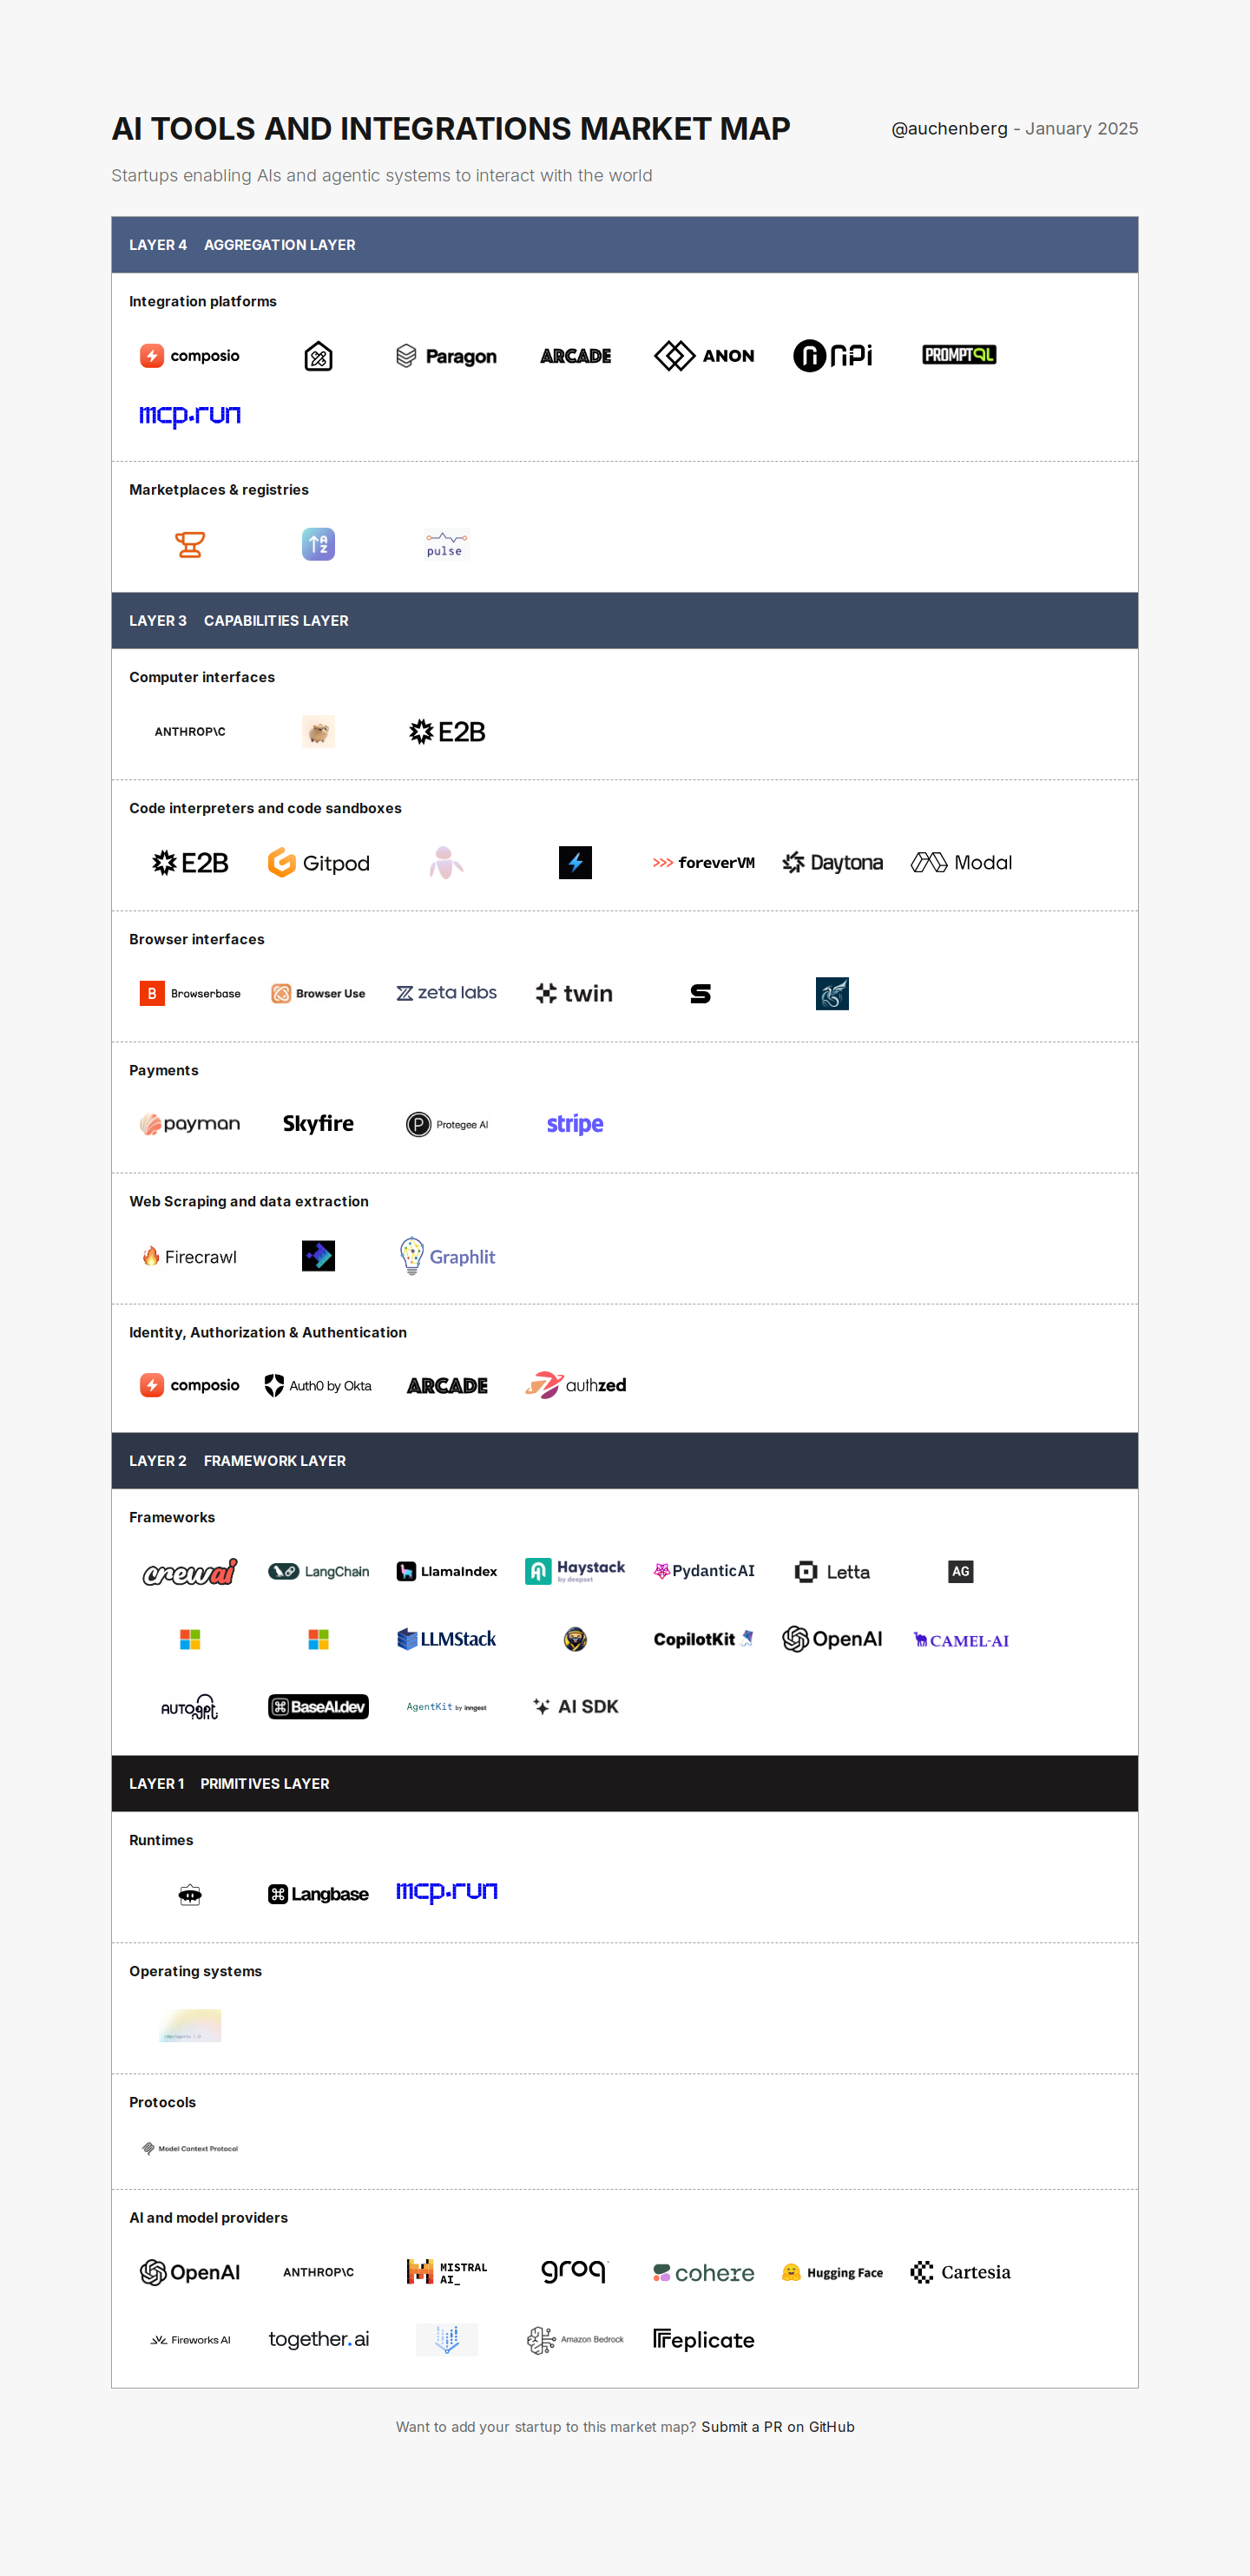 AI TOOLS AND INTEGRATIONS MARKET MAP
@auchenberg - January 2025
Startups enabling AIs and agentic systems to interact with the world
LAYER 4 AGGREGATION LAYER
Integration platforms
composio Paragon ARCADE ANON nPi PROMPTQL
mcp.run
Marketplaces & registries
AZ pulse
LAYER 3 CAPABILITIES LAYER
Computer interfaces
ANTHROP\C E2B
Code interpreters and code sandboxes
E2B Gitpod >>> foreverVM Daytona Modal
Browser interfaces
B Browserbase Browser Use zeta labs twin S
Payments
payman Skyfire P Protegee AI stripe
Web Scraping and data extraction
Firecrawl Graphlit
Identity, Authorization & Authentication
composio Auth0 by Okta ARCADE authzed
LAYER 2 FRAMEWORK LAYER
Frameworks
crewai LangChain LlamaIndex Haystack by deepset PydanticAI Letta AG
LLMStack CopilotKit OpenAI CAMEL-AI
AUTOgpt BaseAI.dev AgentKit by inngest AI SDK
LAYER 1 PRIMITIVES LAYER
Runtimes
Langbase mcp.run
Operating systems
/dev/agents
Protocols
Model Context Protocol
AI and model providers
OpenAI ANTHROP\C MISTRAL AI_ groq cohere Hugging Face Cartesia
Fireworks AI together.ai Amazon Bedrock replicate
Want to add your startup to this market map? Submit a PR on GitHub